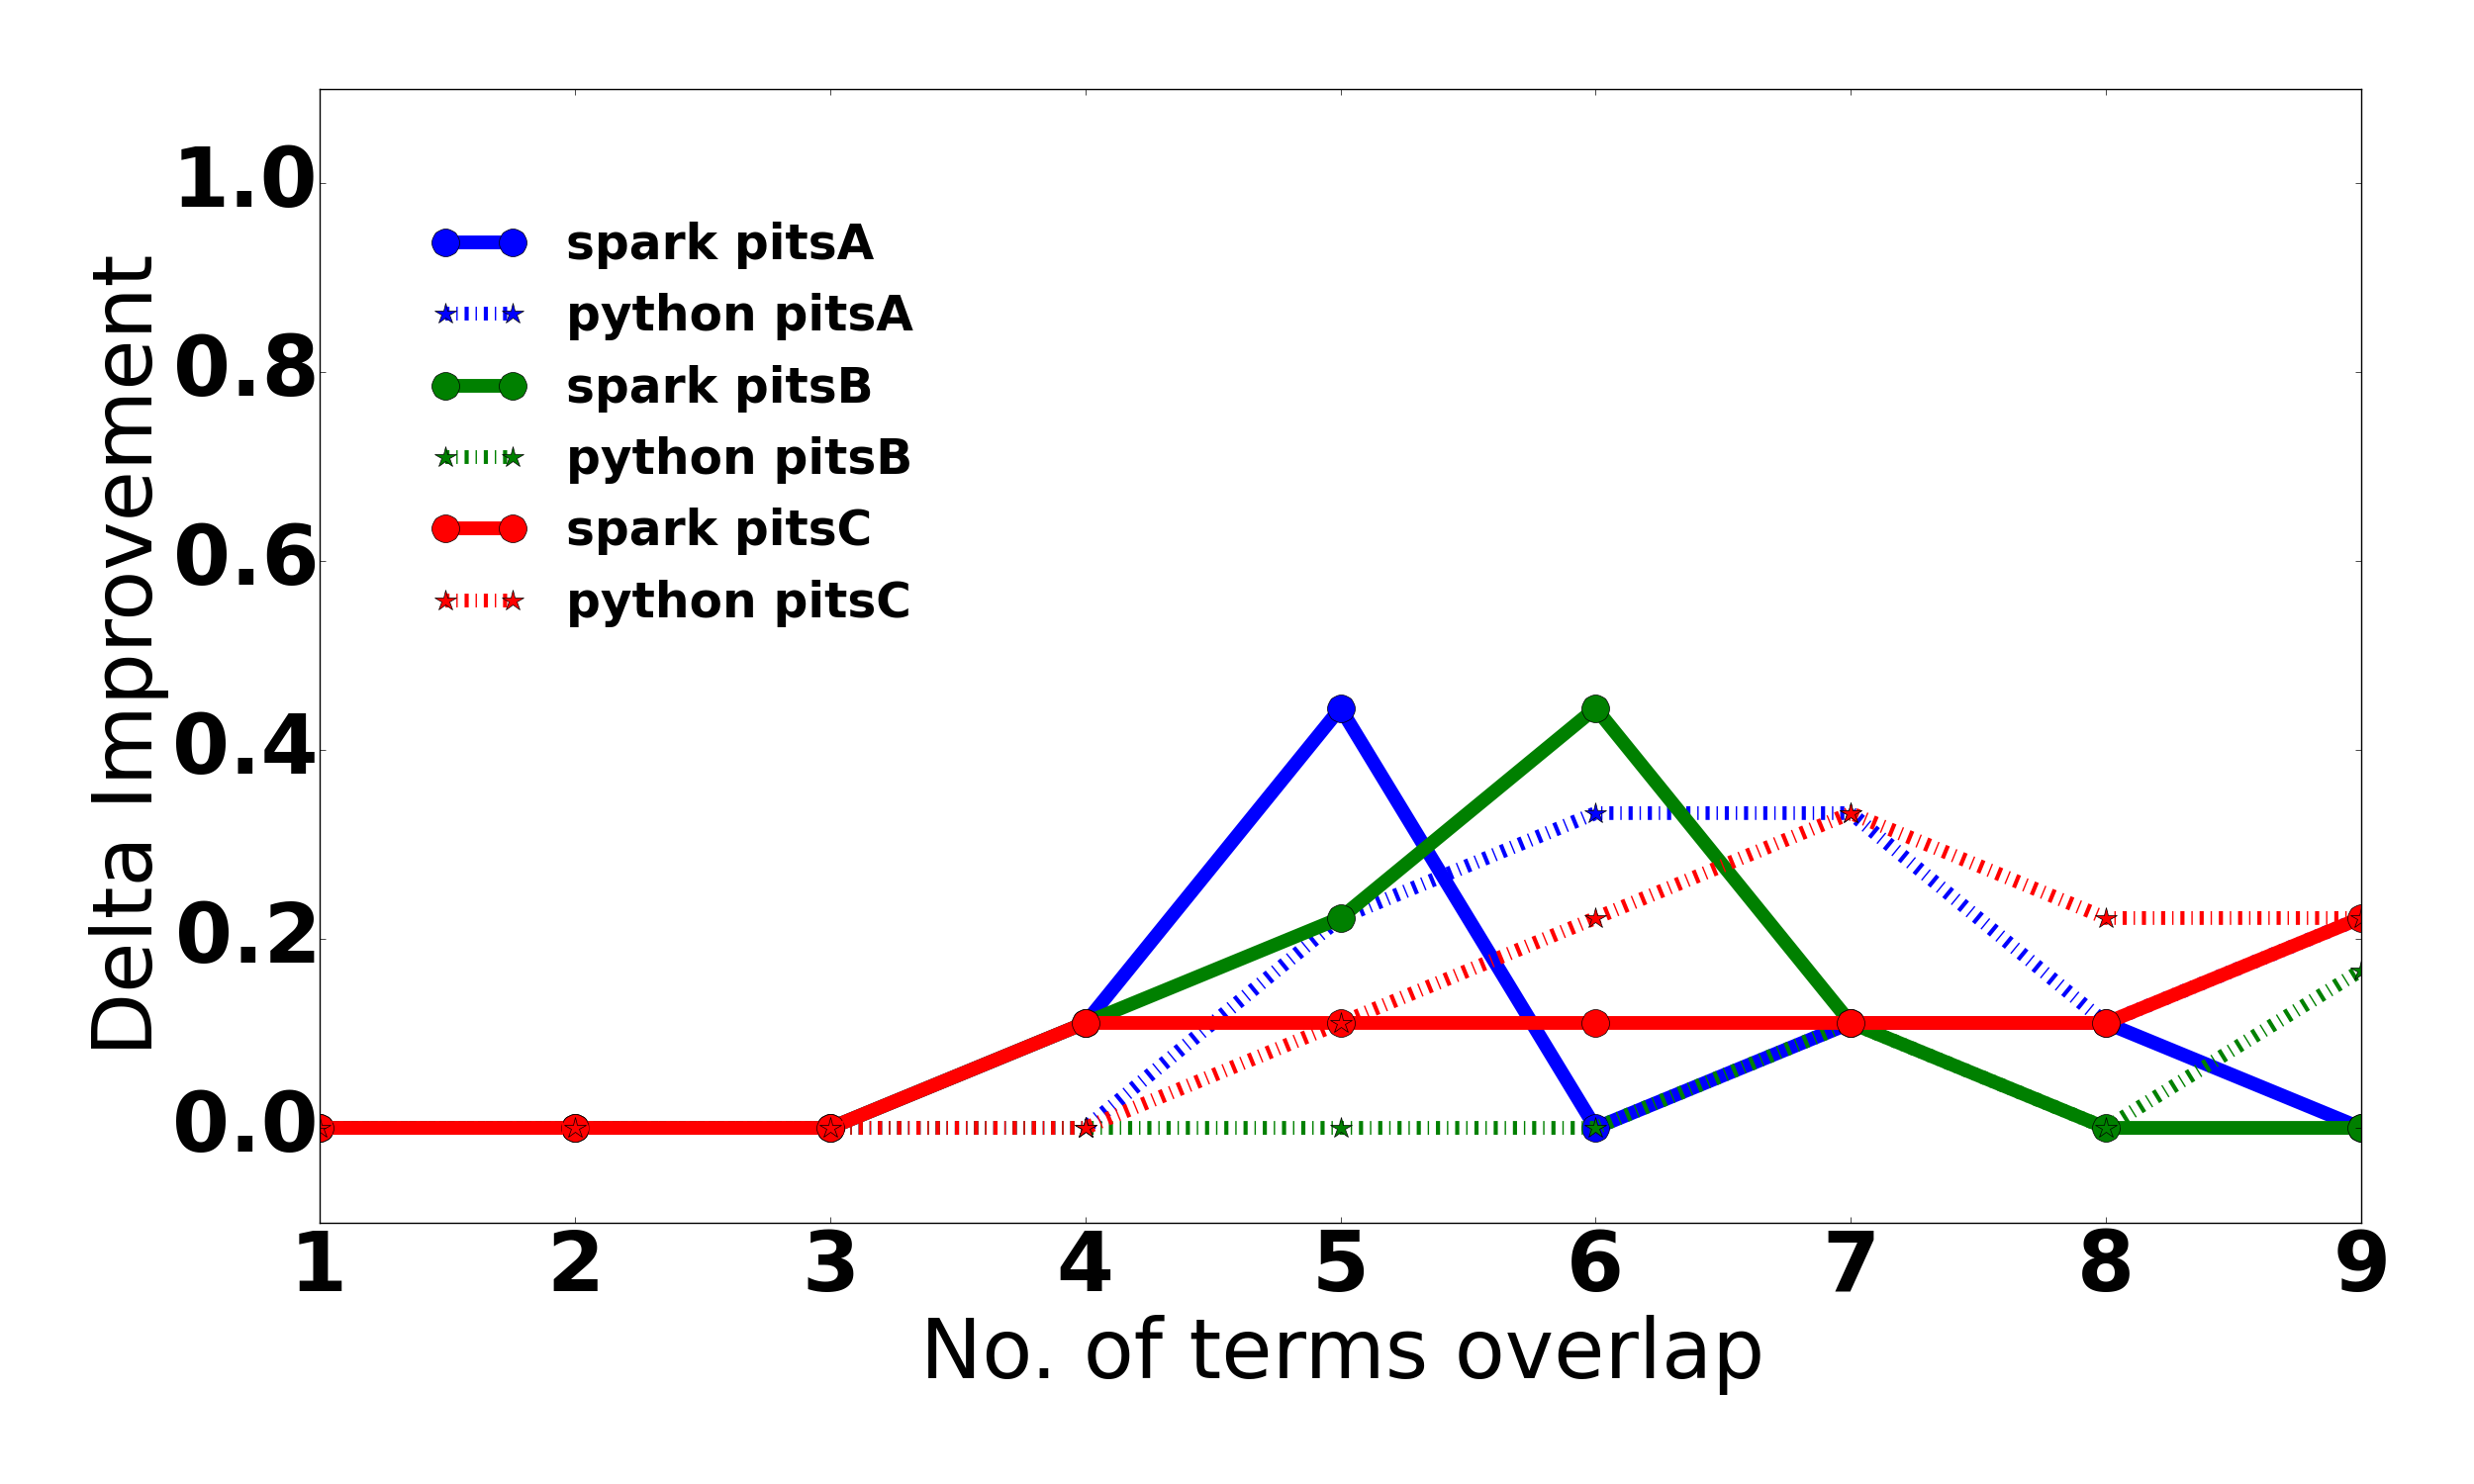 Delta Improvement
1.0
0.8
0.6
0.4
0.2
0.0
spark pitsA
python pitsA
spark pitsB
python pitsB
spark pitsC
python pitsC
1 2 3 4 5 6 7 8 9
No. of terms overlap